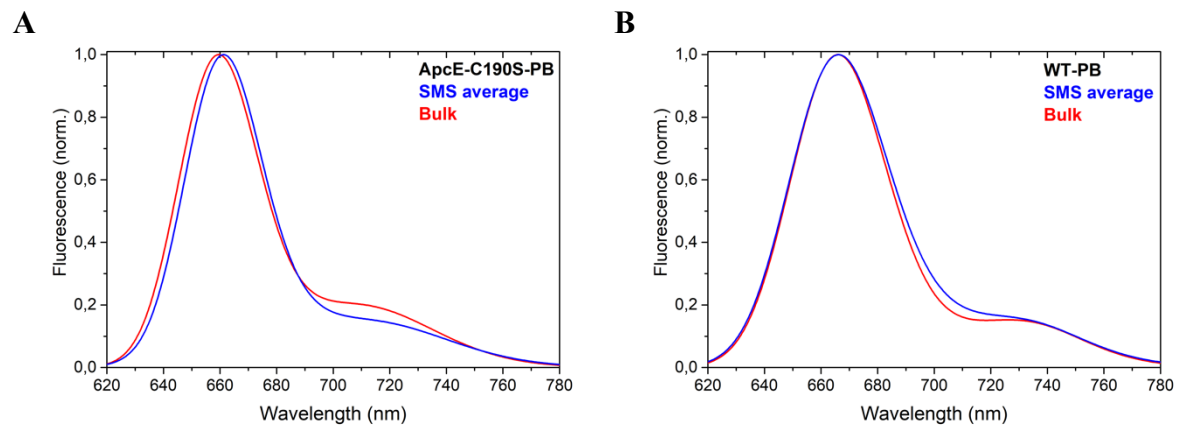 A
Fluorescence (norm.)
1,0
0,8
0,6
0,4
0,2
0,0
620 640 660 680 700 720 740 760 780
Wavelength (nm)
ApcE-C190S-PB
SMS average
Bulk
B
Fluorescence (norm.)
1,0
0,8
0,6
0,4
0,2
0,0
620 640 660 680 700 720 740 760 780
Wavelength (nm)
WT-PB
SMS average
Bulk